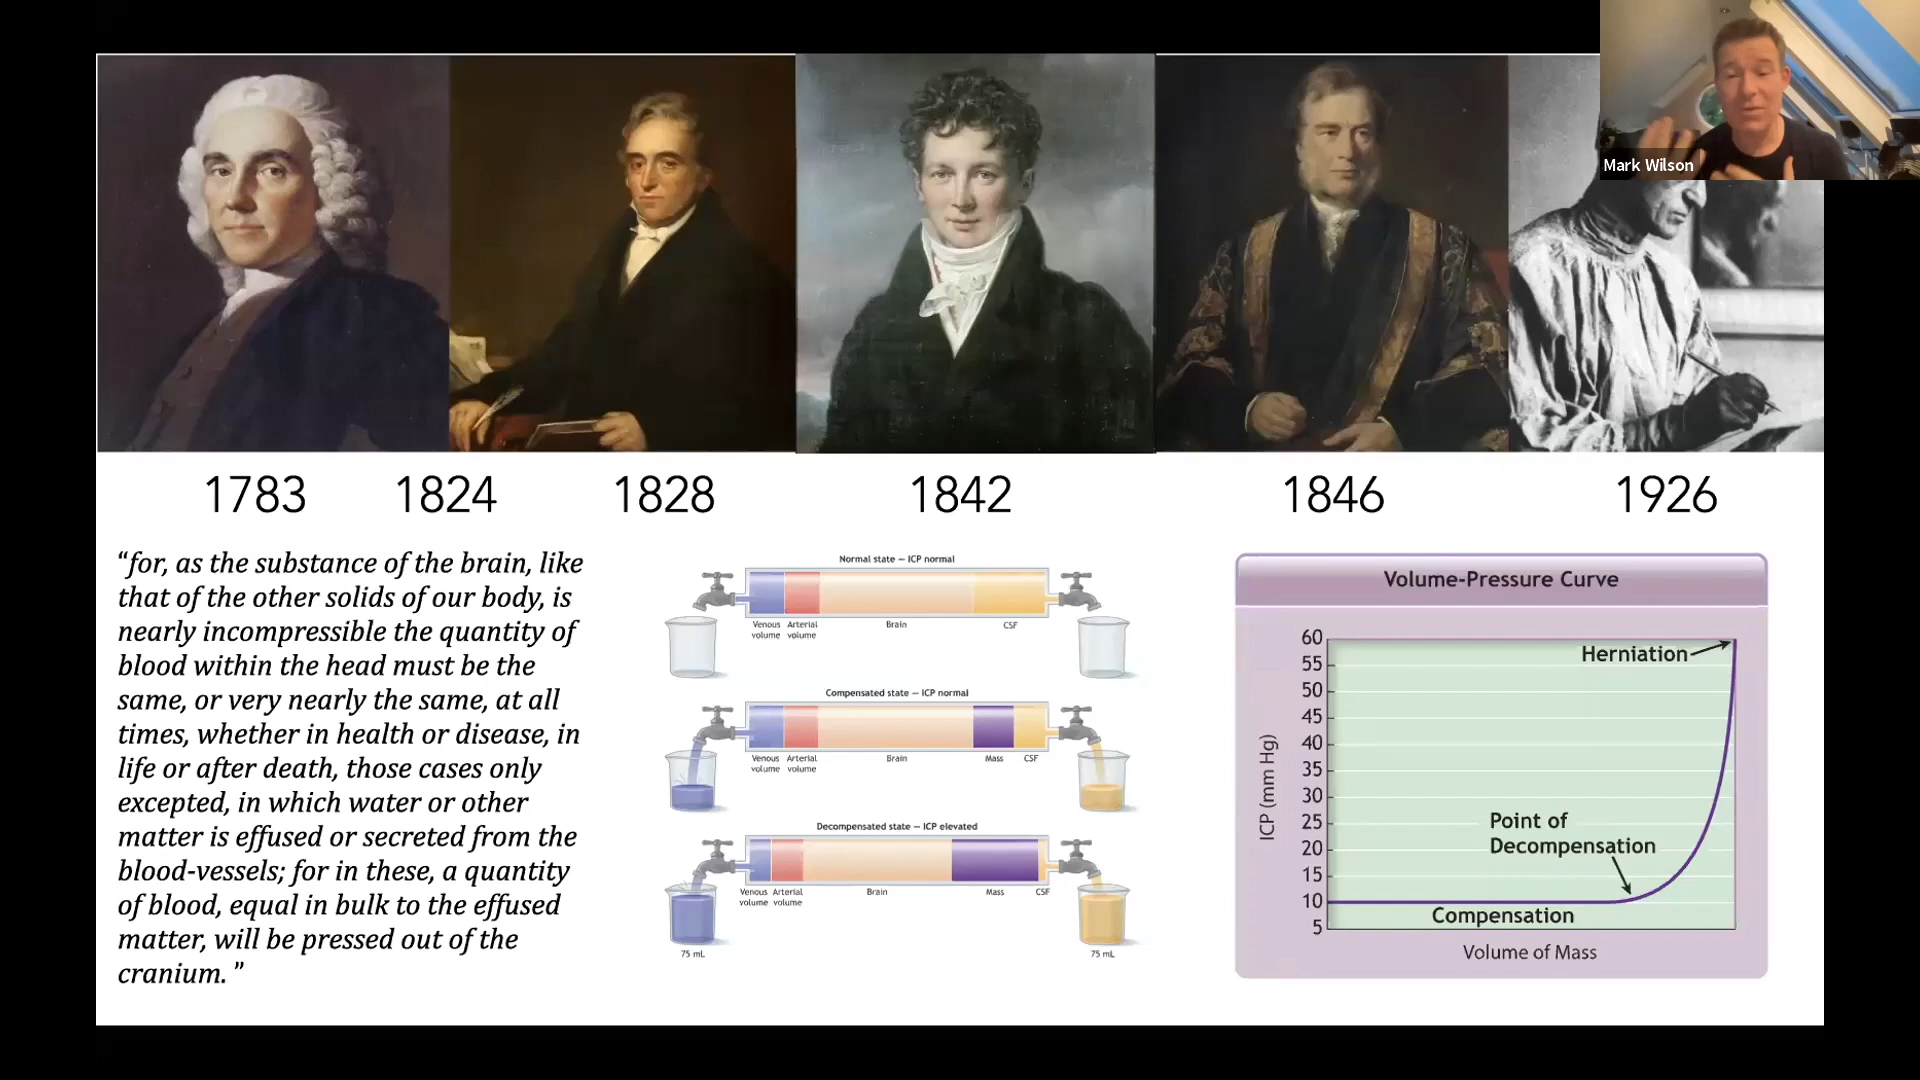 Mark Wilson
1783
1824
1828
1842
1846
1926
“for, as the substance of the brain, like
that of the other solids of our body, is
nearly incompressible the quantity of
blood within the head must be the
same, or very nearly the same, at all
times, whether in health or disease, in
life or after death, those cases only
excepted, in which water or other
matter is effused or secreted from the
blood-vessels; for in these, a quantity
of blood, equal in bulk to the effused
matter, will be pressed out of the
cranium. ”
Normal state – ICP normal
Venous volume
Arterial volume
Brain
CSF
Compensated state – ICP normal
Venous volume
Arterial volume
Brain
Mass
CSF
Decompensated state – ICP elevated
Venous volume
Arterial volume
Brain
Mass
CSF
75 mL
75 mL
Volume-Pressure Curve
ICP (mm Hg)
60
55
50
45
40
35
30
25
20
15
10
5
Herniation
Point of
Decompensation
Compensation
Volume of Mass